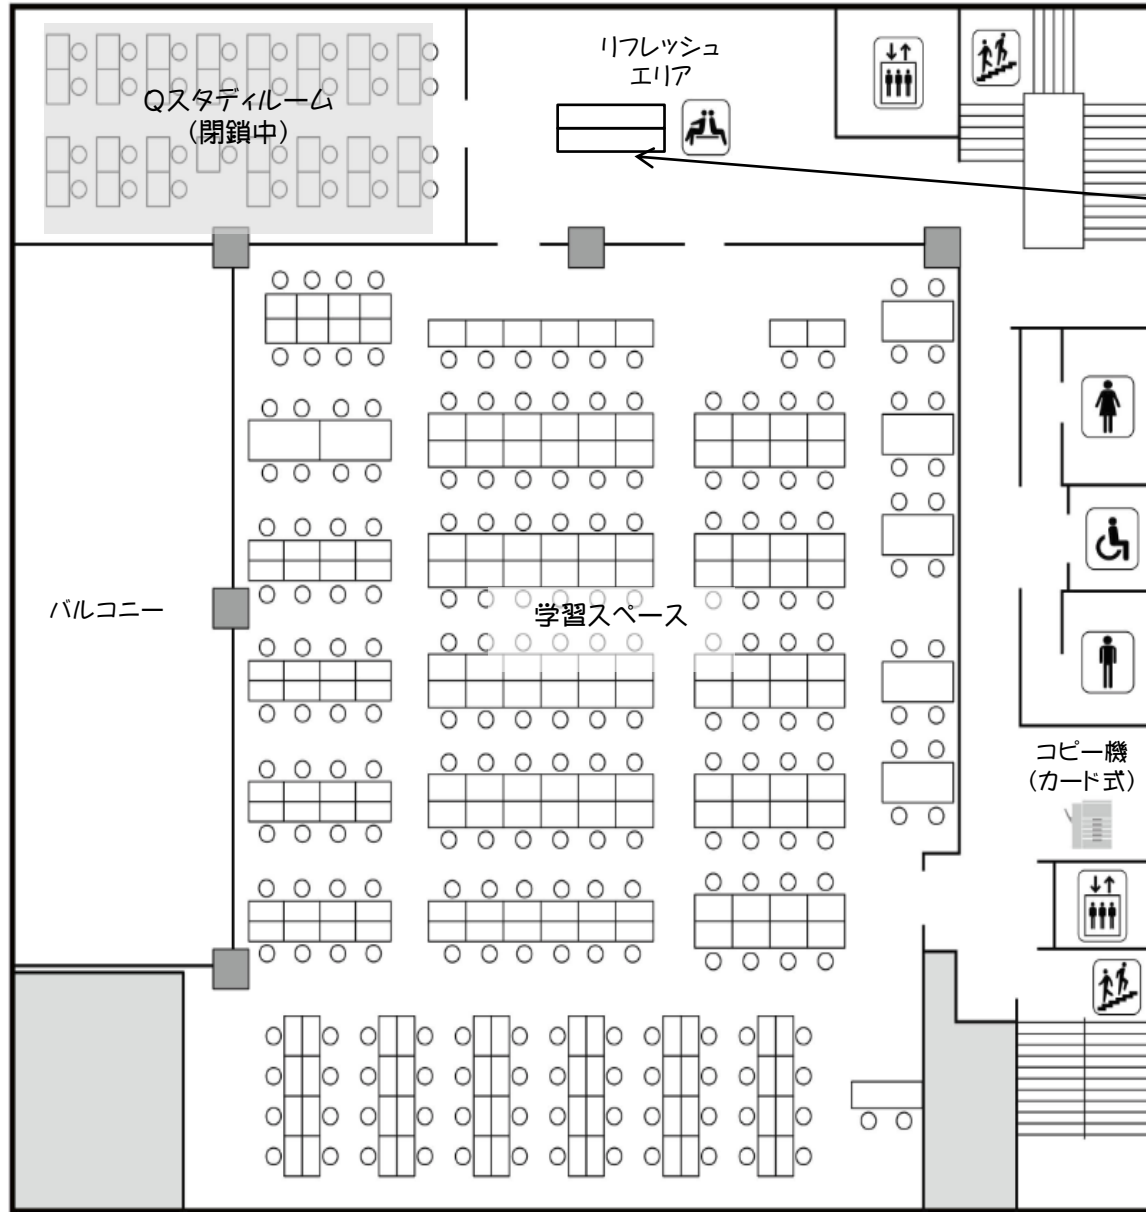 Qスタディルーム
(閉鎖中)
リフレッシュ
エリア
バルコニー
学習スペース
コピー機
(カード式)